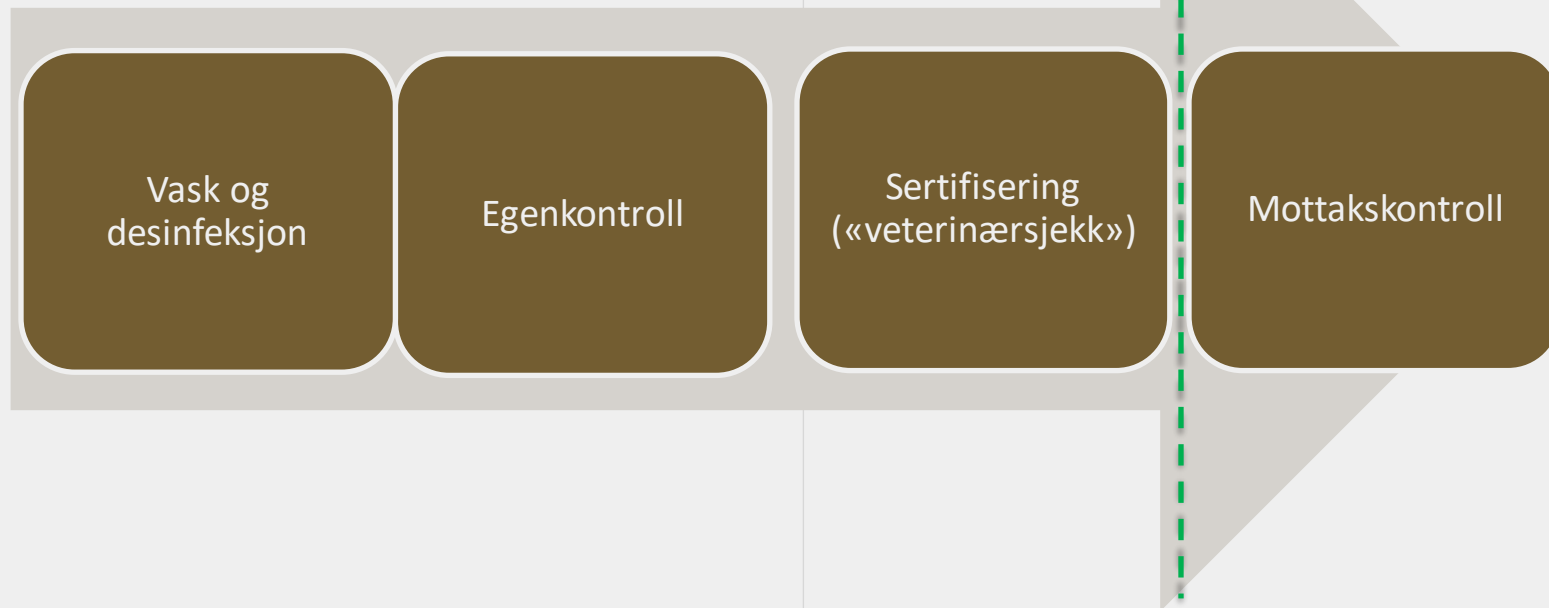 Vask og
desinfeksjon
Egenkontroll
Sertifisering
(«veterinærsjekk»)
Mottakskontroll